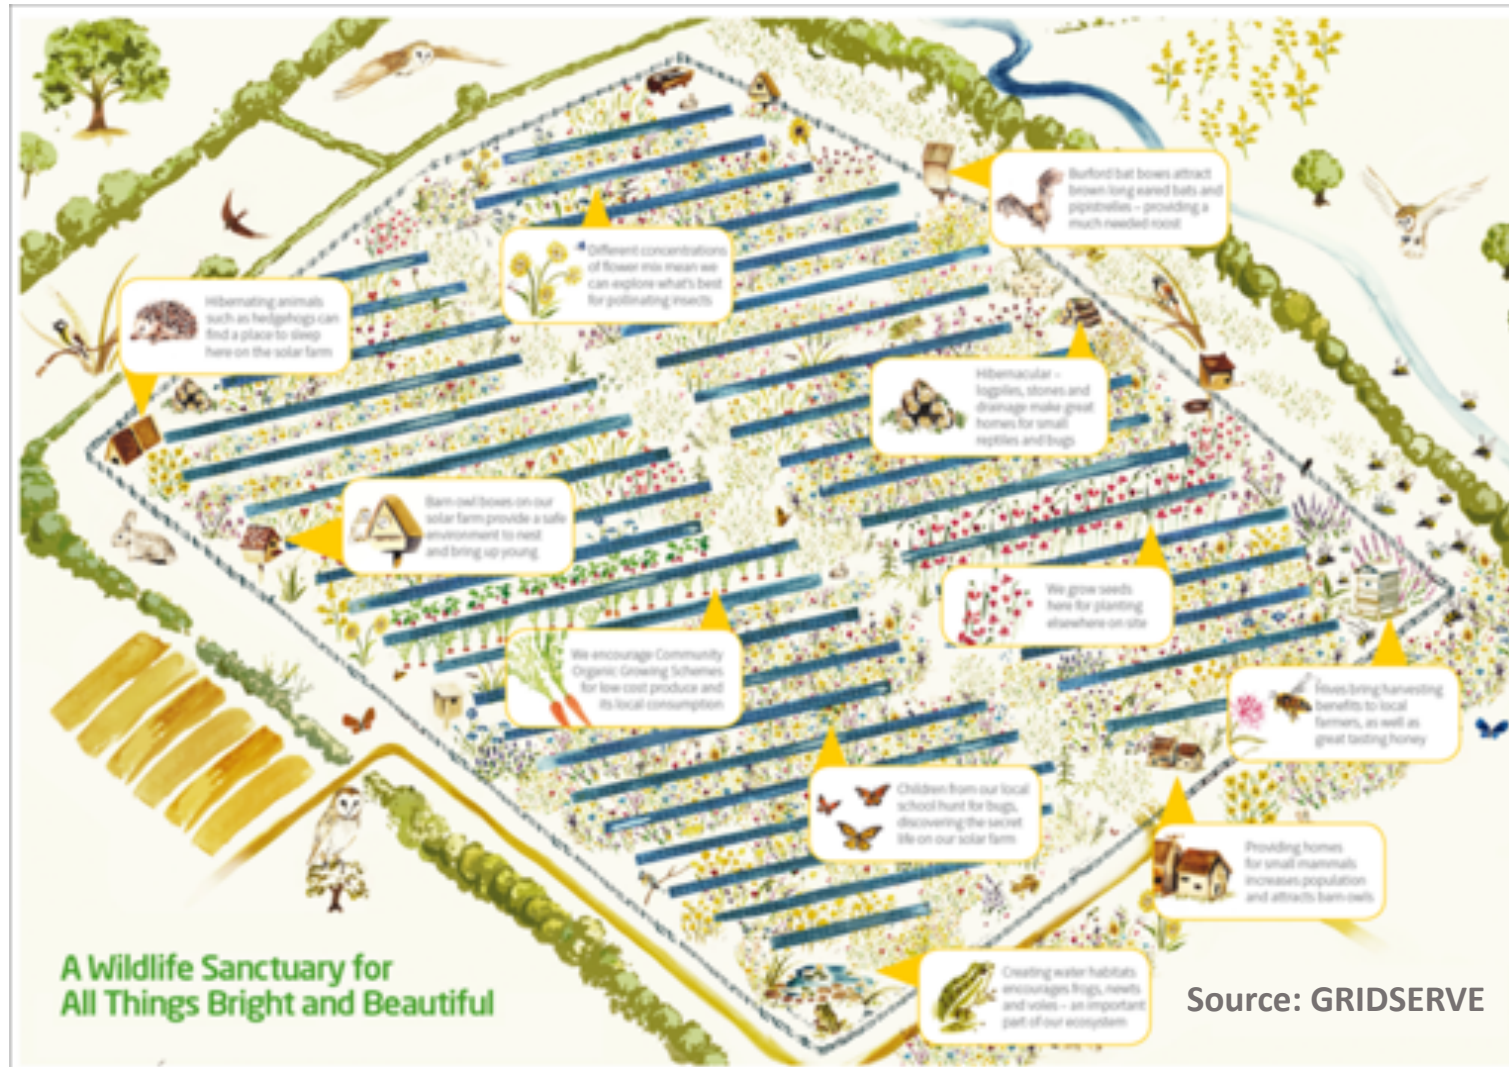 Burford bat boxes attract
brown long eared bats and
pipistrelles – providing a
much needed roost
Different concentrations
of flower mix mean we
can explore what's best
for pollinating insects
Hibernating animals
such as hedgehogs can
find a place to sleep
here on the solar farm
Hibernacular –
logpiles, stones and
drainage make great
homes for small
reptiles and bugs
Barn owl boxes on our
solar farm provide a safe
environment to nest
and bring up young
We grow seeds
here for planting
elsewhere on site
We encourage Community
Organic Growing Schemes
for low cost produce and
its local consumption
Hives bring harvesting
benefits to local
farmers, as well as
great tasting honey
Children from our local
school hunt for bugs,
discovering the secret
life on our solar farm
Providing homes
for small mammals
increases population
and attracts barn owls
Creating water habitats
encourages frogs, newts
and voles – an important
part of our ecosystem
A Wildlife Sanctuary for
All Things Bright and Beautiful
Source: GRIDSERVE